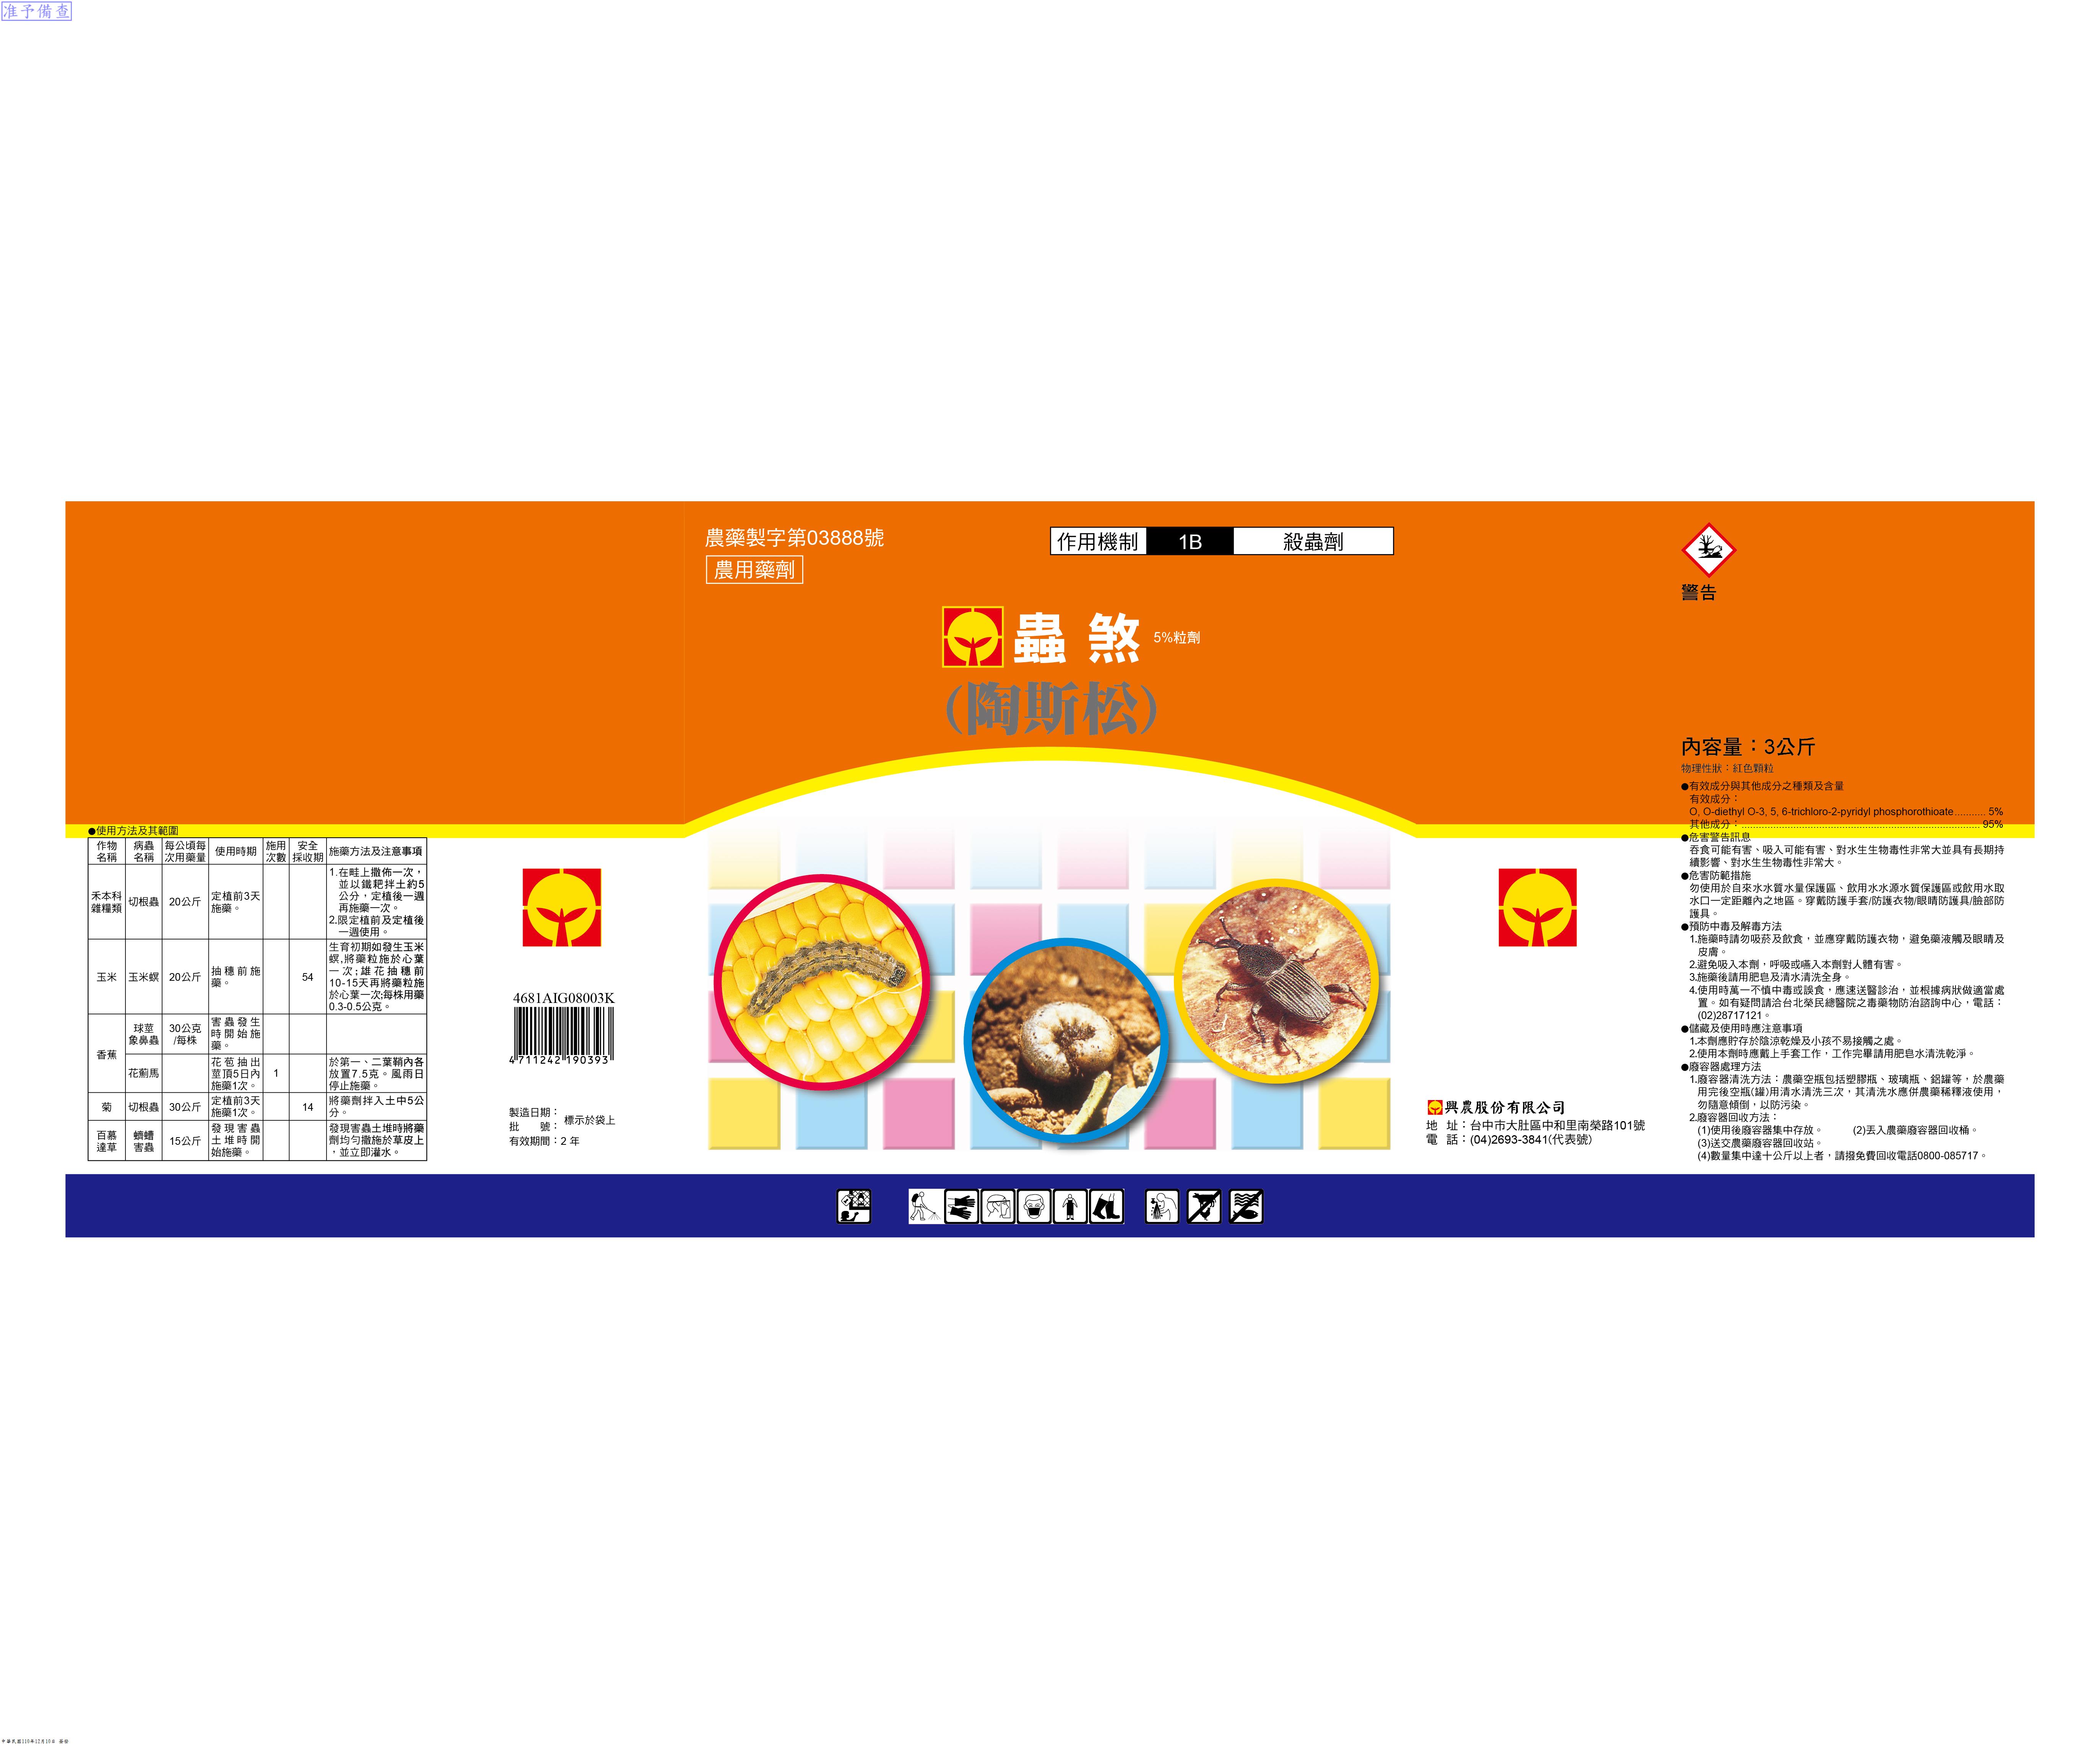 准予備查
農藥製字第03888號
農用藥劑
作用機制 1B 殺蟲劑
蟲煞 5%粒劑
(陶斯松)
●使用方法及其範圍
作物名稱 病蟲名稱 每公頃每次用藥量 使用時期 施用次數 安全採收期 施藥方法及注意事項
禾本科雜糧類 切根蟲 20公斤 定植前3天施藥。 1.在畦上撒佈一次，並以鐵耙拌土約5公分，定植後一週再施藥一次。
2.限定植前及定植後一週使用。
玉米 玉米螟 20公斤 抽穗前施藥。 54 生育初期如發生玉米螟,將藥粒施於心葉一次;雄花抽穗前10-15天再將藥粒施於心葉一次;每株用藥0.3-0.5公克。
香蕉 球莖象鼻蟲 30公克/每株 害蟲發生時開始施藥。
花薊馬 花苞抽出莖頂5日內施藥1次。 1 於第一、二葉鞘內各放置7.5克。風雨日停止施藥。
菊 切根蟲 30公斤 定植前3天施藥1次。 14 將藥劑拌入土中5公分。
百慕達草 蠐螬害蟲 15公斤 發現害蟲土堆時開始施藥。 發現害蟲土堆時將藥劑均勻撒施於草皮上，並立即灌水。
4681AIG08003K
4 711242 190393
製造日期：
批　　號： 標示於袋上
有效期間：2 年
興農股份有限公司
地　址：台中市大肚區中和里南榮路101號
電　話：(04)2693-3841(代表號)
警告
內容量：3公斤
物理性狀：紅色顆粒
●有效成分與其他成分之種類及含量
有效成分：
O, O-diethyl O-3, 5, 6-trichloro-2-pyridyl phosphorothioate........... 5%
其他成分：.................................................................................. 95%
●危害警告訊息
吞食可能有害、吸入可能有害、對水生生物毒性非常大並具有長期持
續影響、對水生生物毒性非常大。
●危害防範措施
勿使用於自來水水質水量保護區、飲用水水源水質保護區或飲用水取
水口一定距離內之地區。穿戴防護手套/防護衣物/眼睛防護具/臉部防
護具。
●預防中毒及解毒方法
1.施藥時請勿吸菸及飲食，並應穿戴防護衣物，避免藥液觸及眼睛及
皮膚。
2.避免吸入本劑，呼吸或嚥入本劑對人體有害。
3.施藥後請用肥皂及清水清洗全身。
4.使用時萬一不慎中毒或誤食，應速送醫診治，並根據病狀做適當處
置。如有疑問請洽台北榮民總醫院之毒藥物防治諮詢中心，電話：
(02)28717121。
●儲藏及使用時應注意事項
1.本劑應貯存於陰涼乾燥及小孩不易接觸之處。
2.使用本劑時應戴上手套工作，工作完畢請用肥皂水清洗乾淨。
●廢容器處理方法
1.廢容器清洗方法：農藥空瓶包括塑膠瓶、玻璃瓶、鋁罐等，於農藥
用完後空瓶(罐)用清水清洗三次，其清洗水應併農藥稀釋液使用，
勿隨意傾倒，以防污染。
2.廢容器回收方法：
(1)使用後廢容器集中存放。 (2)丟入農藥廢容器回收桶。
(3)送交農藥廢容器回收站。
(4)數量集中達十公斤以上者，請撥免費回收電話0800-085717。